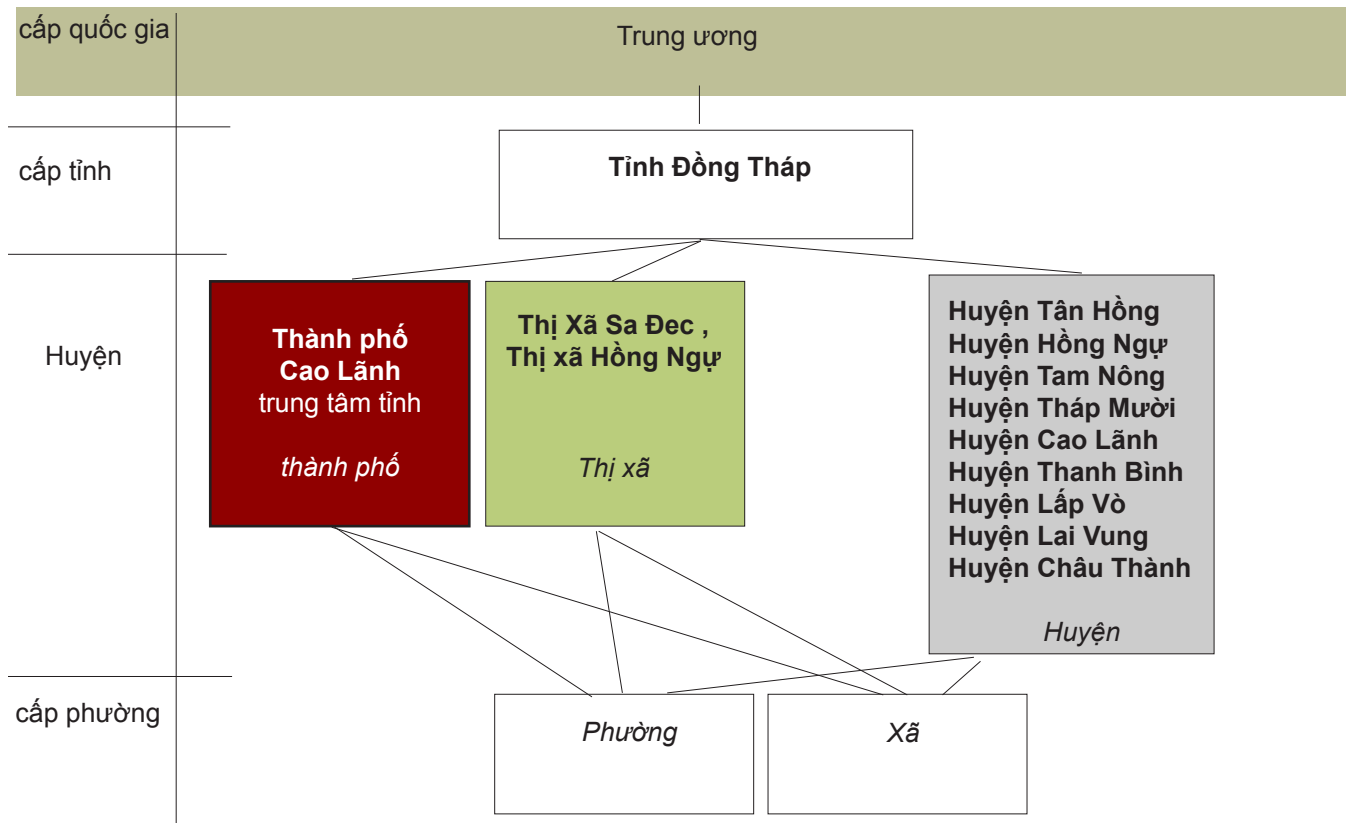 cấp quốc gia
Trung ương
cấp tỉnh
Tỉnh Đồng Tháp
Huyện
Thành phố
Cao Lãnh
trung tâm tỉnh
thành phố
Thị Xã Sa Đec ,
Thị xã Hồng Ngự
Thị xã
Huyện Tân Hồng
Huyện Hồng Ngự
Huyện Tam Nông
Huyện Tháp Mười
Huyện Cao Lãnh
Huyện Thanh Bình
Huyện Lấp Vò
Huyện Lai Vung
Huyện Châu Thành
Huyện
cấp phường
Phường
Xã